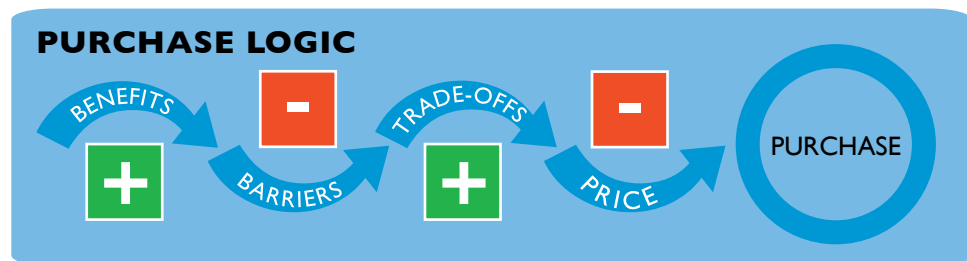 PURCHASE LOGIC
BENEFITS
+
-
BARRIERS
TRADE-OFFS
+
-
PRICE
PURCHASE